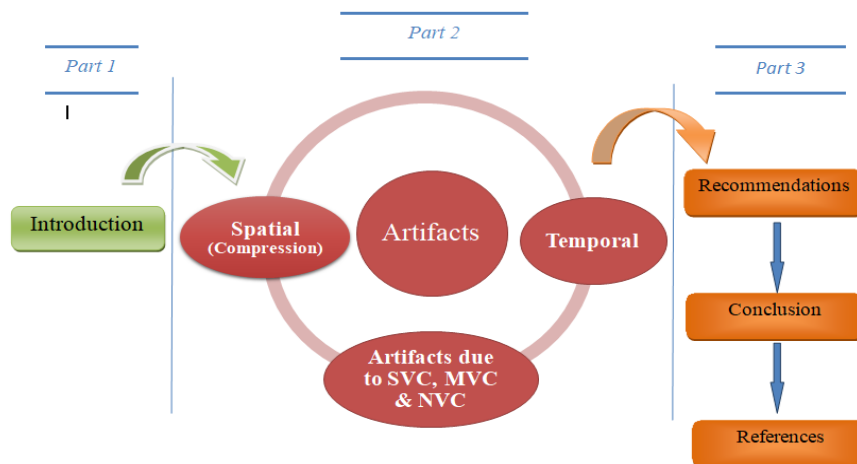 Part 1
I
Introduction
Part 2
Spatial
(Compression)
Artifacts
Temporal
Artifacts due
to SVC, MVC
& NVC
Part 3
Recommendations
Conclusion
References